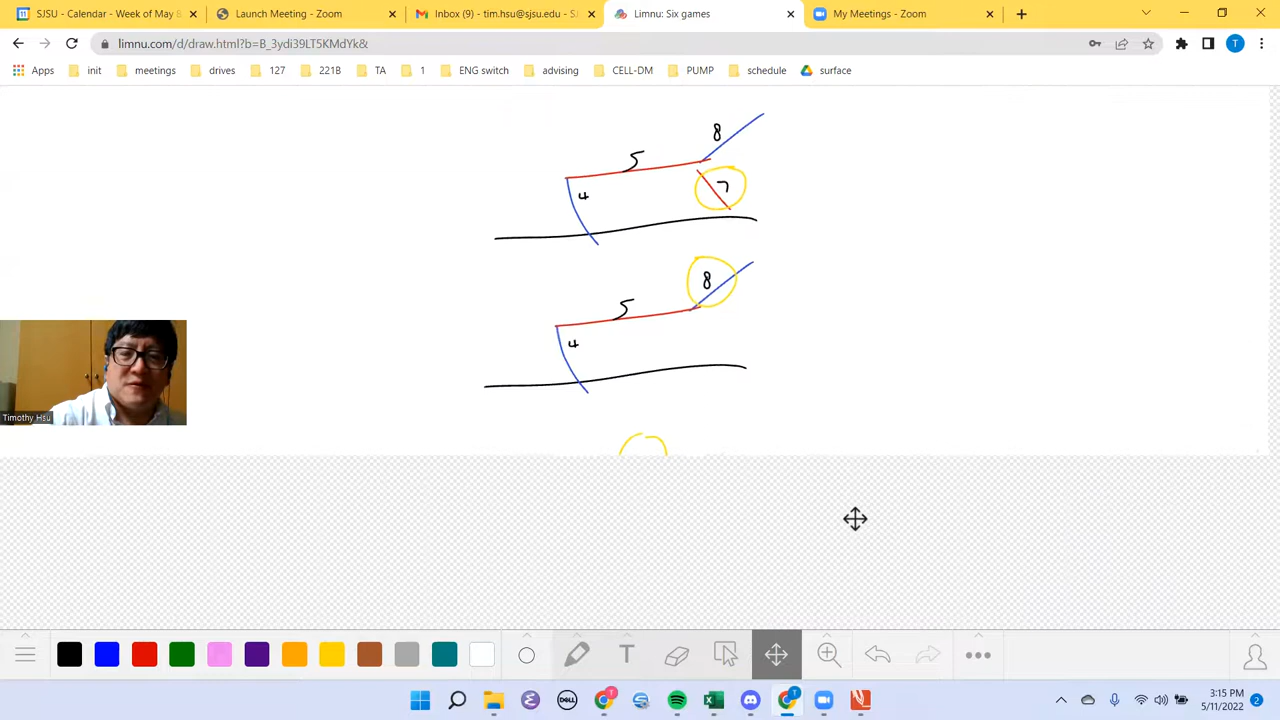 SJSU - Calendar - Week of May 8
Launch Meeting - Zoom
Inbox (9) - tim.hsu@sjsu.edu - SJ
Limnu: Six games
My Meetings - Zoom
limnu.com/d/draw.html?b=B_3ydi39LT5KMdYk&
Apps
init
meetings
drives
127
221B
TA
1
ENG switch
advising
CELL-DM
PUMP
schedule
surface
8
5
4
7
8
5
4
Timothy Hsu
T
3:15 PM
5/11/2022
2